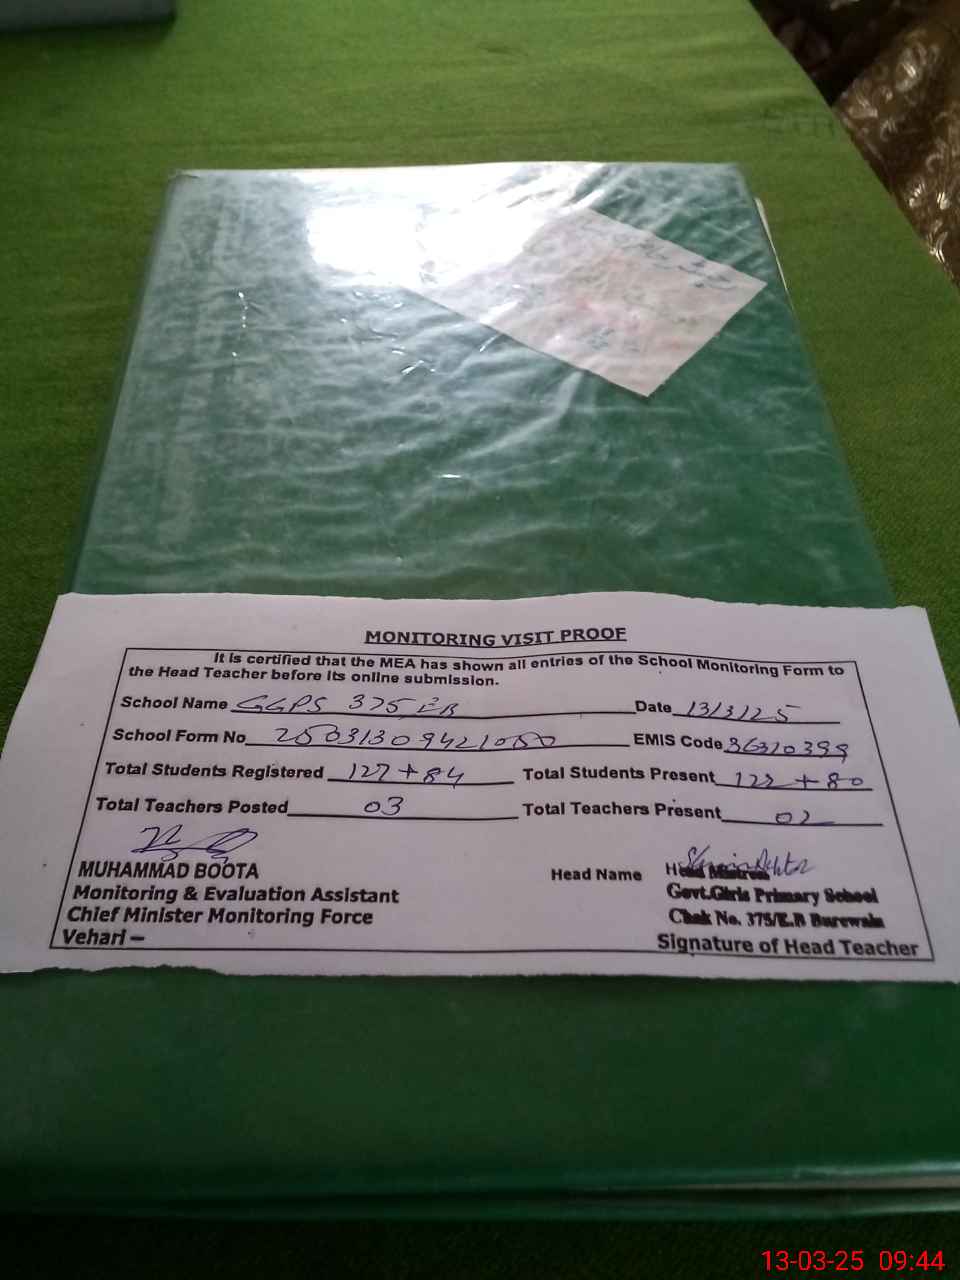 MONITORING VISIT PROOF
It is certified that the MEA has shown all entries of the School Monitoring Form to
the Head Teacher before its online submission.
School Name GGPS 375 EB Date 13/3/25
School Form No 25031309421050 EMIS Code 36310399
Total Students Registered 127+84 Total Students Present 122+80
Total Teachers Posted 03 Total Teachers Present 02
MUHAMMAD BOOTA Head Name Head Mistress
Monitoring & Evaluation Assistant Govt.Girls Primary School
Chief Minister Monitoring Force Chak No. 375/E.B Burewala
Vehari – Signature of Head Teacher
13-03-25 09:44